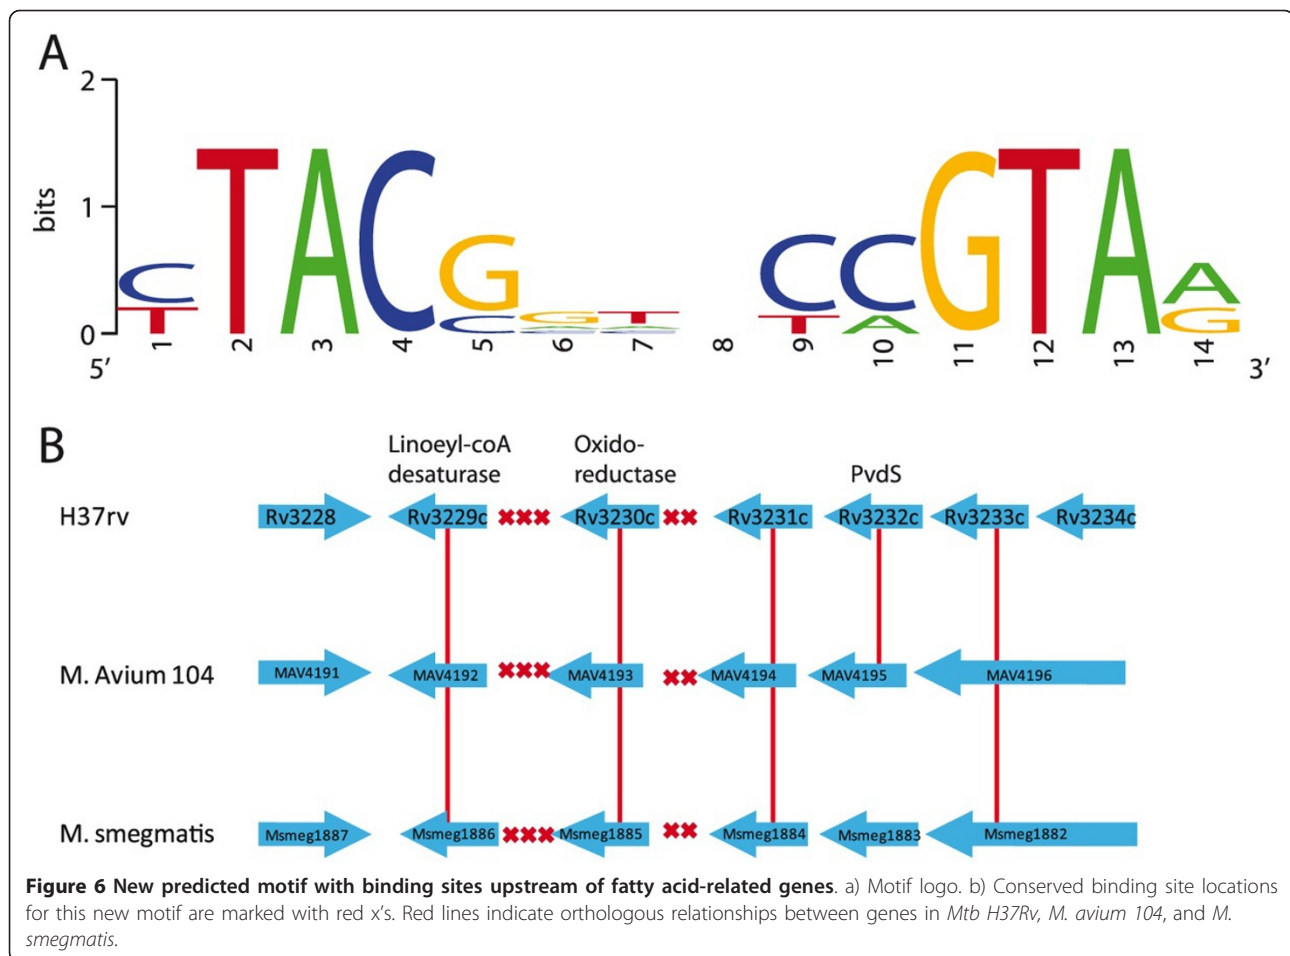 A
2
1
0
bits
C T A C G G T C C G T A A
T C A A T A G
C C
1 2 3 4 5 6 7 8 9 10 11 12 13 14
5′ 3′
B
Linoeyl-coA
desaturase
Oxido-
reductase
PvdS
H37rv
Rv3228 Rv3229c Rv3230c Rv3231c Rv3232c Rv3233c Rv3234c
M. Avium 104
MAV4191 MAV4192 MAV4193 MAV4194 MAV4195 MAV4196
M. smegmatis
Msmeg1887 Msmeg1886 Msmeg1885 Msmeg1884 Msmeg1883 Msmeg1882
Figure 6 New predicted motif with binding sites upstream of fatty acid-related genes. a) Motif logo. b) Conserved binding site locations
for this new motif are marked with red x's. Red lines indicate orthologous relationships between genes in Mtb H37Rv, M. avium 104, and M.
smegmatis.